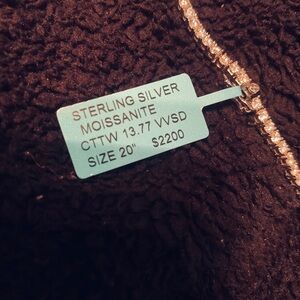 STERLING SILVER
MOISSANITE
CTTW 13.77 VVSD
SIZE 20" $2200